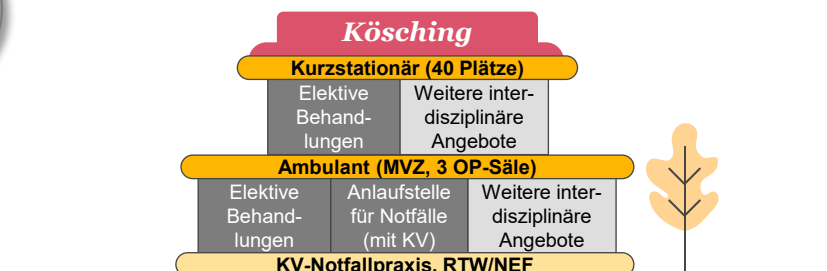 Kösching
Kurzstationär (40 Plätze)
Elektive
Behand-
lungen
Weitere inter-
disziplinäre
Angebote
Ambulant (MVZ, 3 OP-Säle)
Elektive
Behand-
lungen
Anlaufstelle
für Notfälle
(mit KV)
Weitere inter-
disziplinäre
Angebote
KV-Notfallpraxis, RTW/NEF